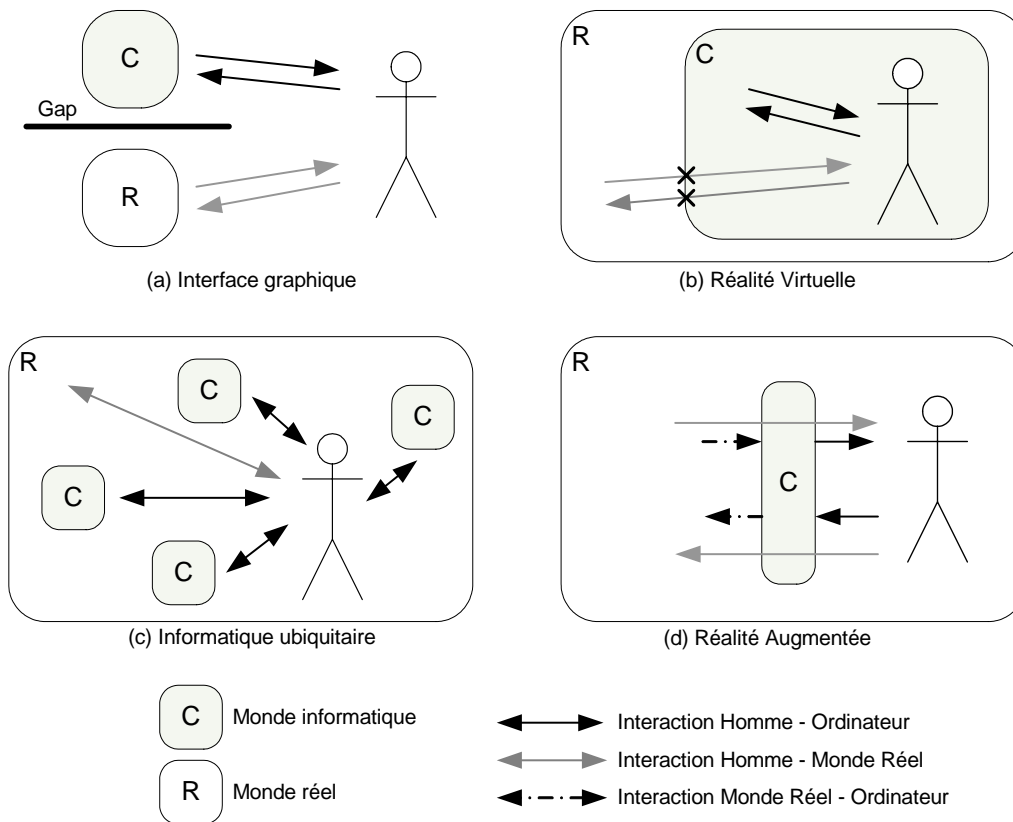 C
Gap
R
(a) Interface graphique
R
C
(b) Réalité Virtuelle
R
C
C
C
C
(c) Informatique ubiquitaire
R
C
(d) Réalité Augmentée
C Monde informatique
R Monde réel
Interaction Homme - Ordinateur
Interaction Homme - Monde Réel
Interaction Monde Réel - Ordinateur